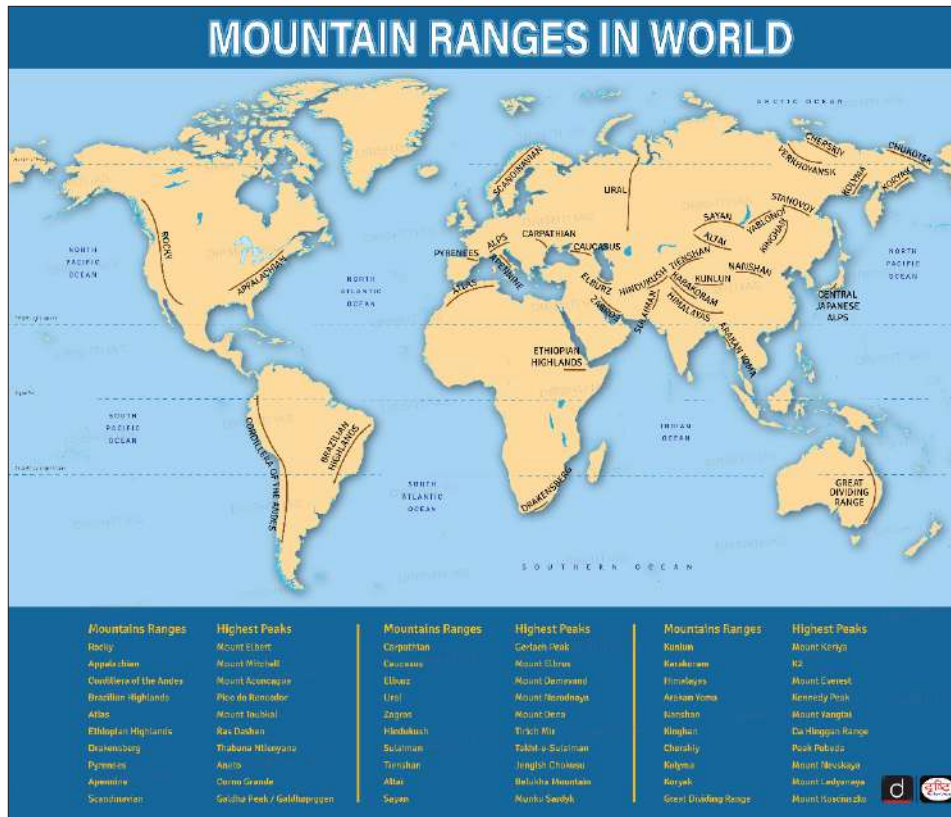 MOUNTAIN RANGES IN WORLD
ARCTIC OCEAN
CHERSKIY
VERKHOYANSK
CHUKOTSK
SCANDINAVIAN
KOLYMA
KORYAK
URAL
STANOVOY
SAYAN
YABLONOI
KINGHAN
ROCKY
CARPATHIAN
ALPS
ALTAI
NORTH
PACIFIC
OCEAN
PYRENEES
APENNINE
CAUCASUS
TIENSHAN
NANSHAN
NORTH
PACIFIC
OCEAN
APPALACHIAN
NORTH
ATLANTIC
OCEAN
ATLAS
ELBURZ
HINDUKUSH
KARAKORAM
KUNLUN
ZAGROS
SULAIMAN
HIMALAYAS
CENTRAL
JAPANESE
ALPS
ARAKAN YOMA
ETHIOPIAN
HIGHLANDS
SOUTH
PACIFIC
OCEAN
CORDILLERA OF THE ANDES
BRAZILIAN
HIGHLANDS
INDIAN
OCEAN
SOUTH
ATLANTIC
OCEAN
DRAKENSBERG
GREAT
DIVIDING
RANGE
SOUTHERN OCEAN
Mountains Ranges Highest Peaks
Rocky Mount Elbert
Appalachian Mount Mitchell
Cordillera of the Andes Mount Aconcagua
Brazilian Highlands Pico do Roncador
Atlas Mount Toubkal
Ethiopian Highlands Ras Dashan
Drakensberg Thabana Ntlenyana
Pyrenees Aneto
Apennine Corno Grande
Scandinavian Galdha Peak / Galdhøpiggen
Mountains Ranges Highest Peaks
Carpathian Gerlach Peak
Caucasus Mount Elbrus
Elburz Mount Damavand
Ural Mount Narodnaya
Zagros Mount Dena
Hindukush Tirich Mir
Sulaiman Takht-e-Sulaiman
Tienshan Jengish Chokusu
Altai Belukha Mountain
Sayan Munku Sardyk
Mountains Ranges Highest Peaks
Kunlun Mount Keriya
Karakoram K2
Himalayas Mount Everest
Arakan Yoma Kennedy Peak
Nanshan Mount Yangtai
Kinghan Da Hinggan Range
Cherskiy Peak Pobeda
Kolyma Mount Nevskaya
Koryak Mount Ledyanaya
Great Dividing Range Mount Kosciuszko
d
दृष्टि